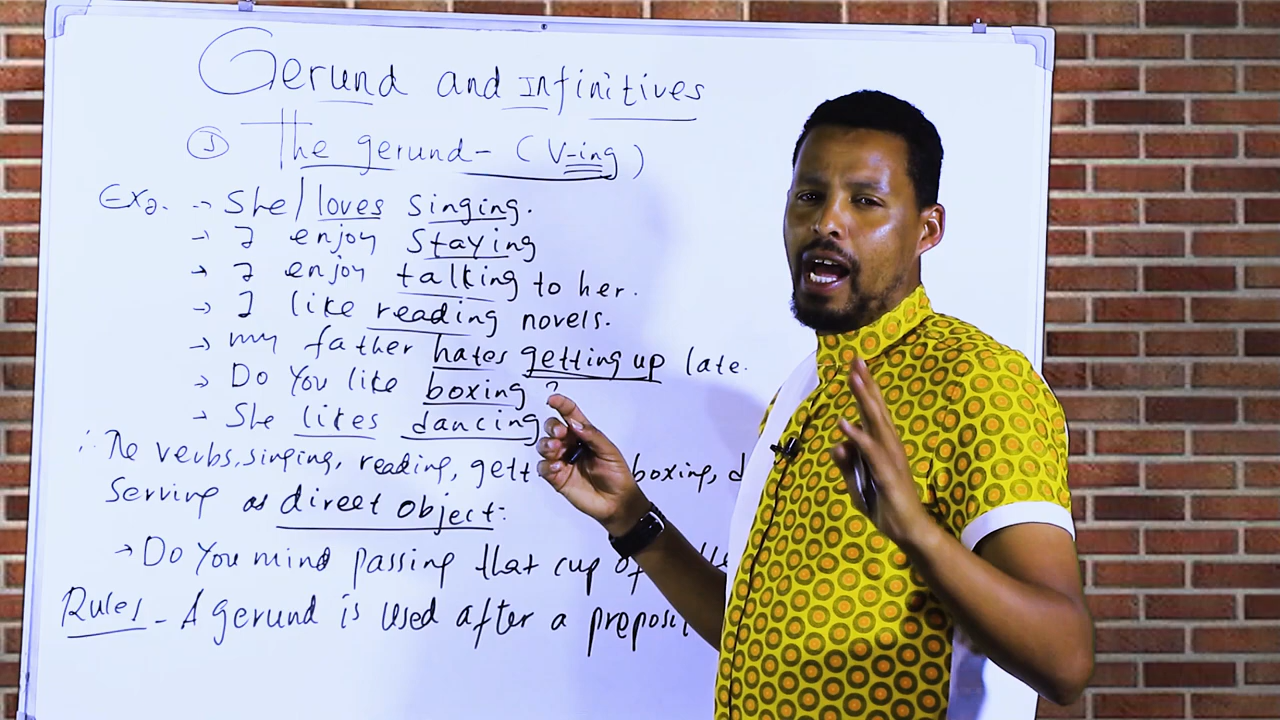 Gerund and Infinitives
The gerund - (V-ing)
Exa. → She / loves singing.
→ I enjoy staying
→ I enjoy talking to her.
→ I like reading novels.
→ my father hates getting up late.
→ Do You like boxing ?
→ She likes dancing
∴ The verbs, singing, reading, gett boxing, d
Serving as direct object:
→ Do You mind passing that cup of
Rules - A gerund is used after a preposi